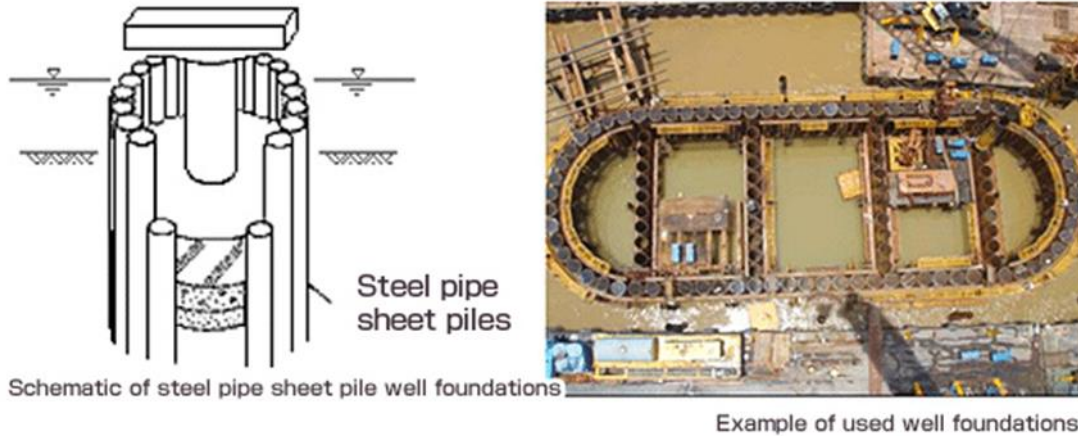 Steel pipe
sheet piles
Schematic of steel pipe sheet pile well foundations
Example of used well foundations